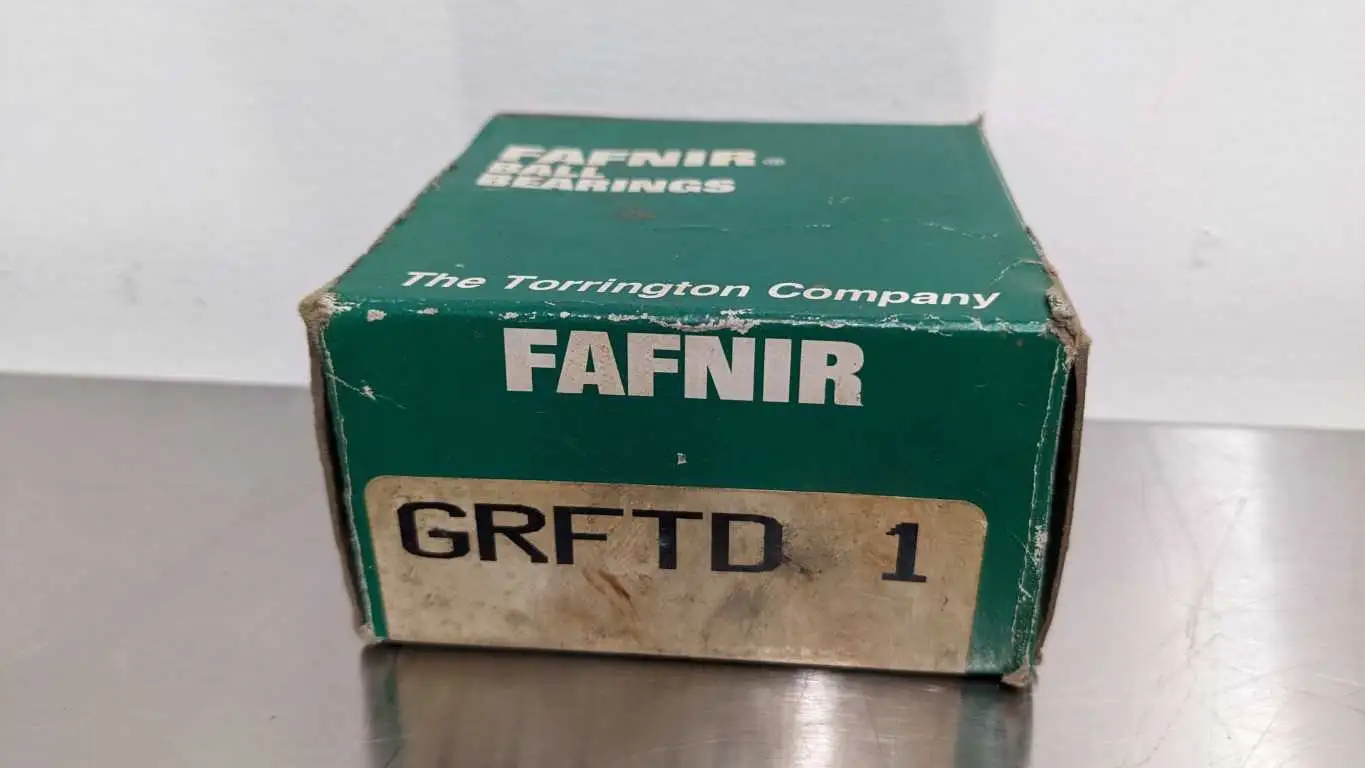 FAFNIR®
BALL
BEARINGS
The Torrington Company
FAFNIR
GRFTD 1